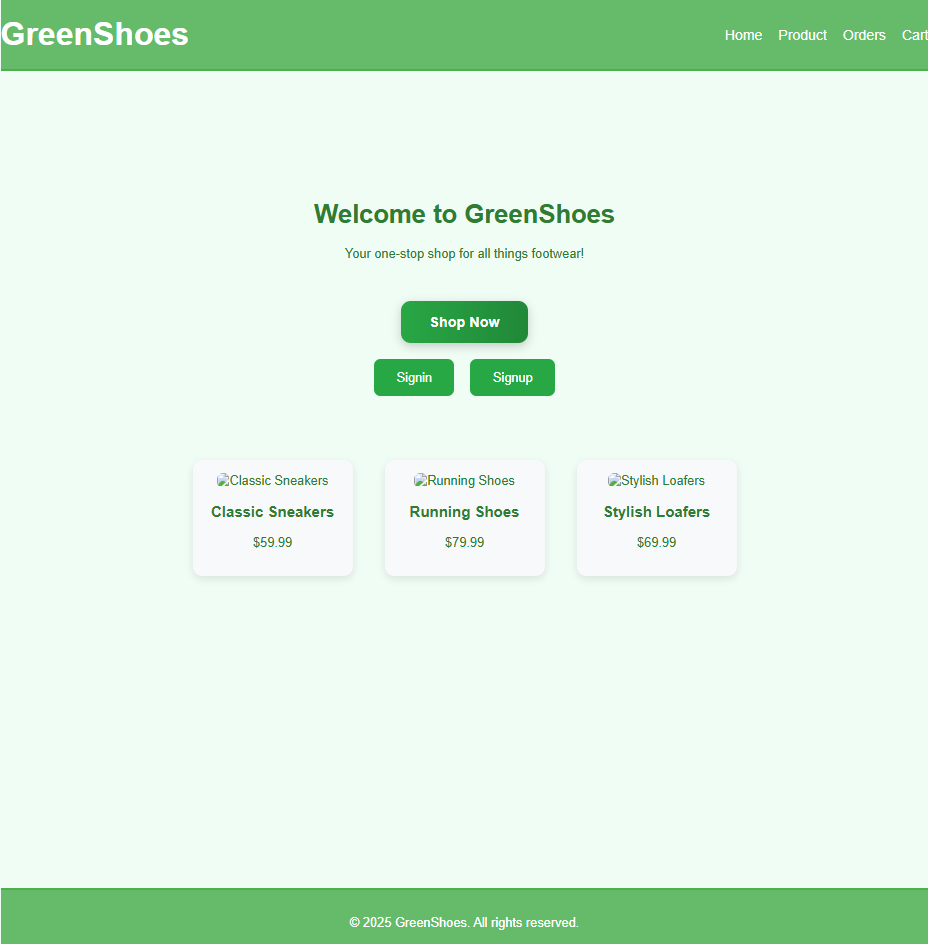 GreenShoes
Home Product Orders Cart
Welcome to GreenShoes
Your one-stop shop for all things footwear!
Shop Now
Signin Signup
Classic Sneakers Running Shoes Stylish Loafers
Classic Sneakers Running Shoes Stylish Loafers
$59.99 $79.99 $69.99
© 2025 GreenShoes. All rights reserved.